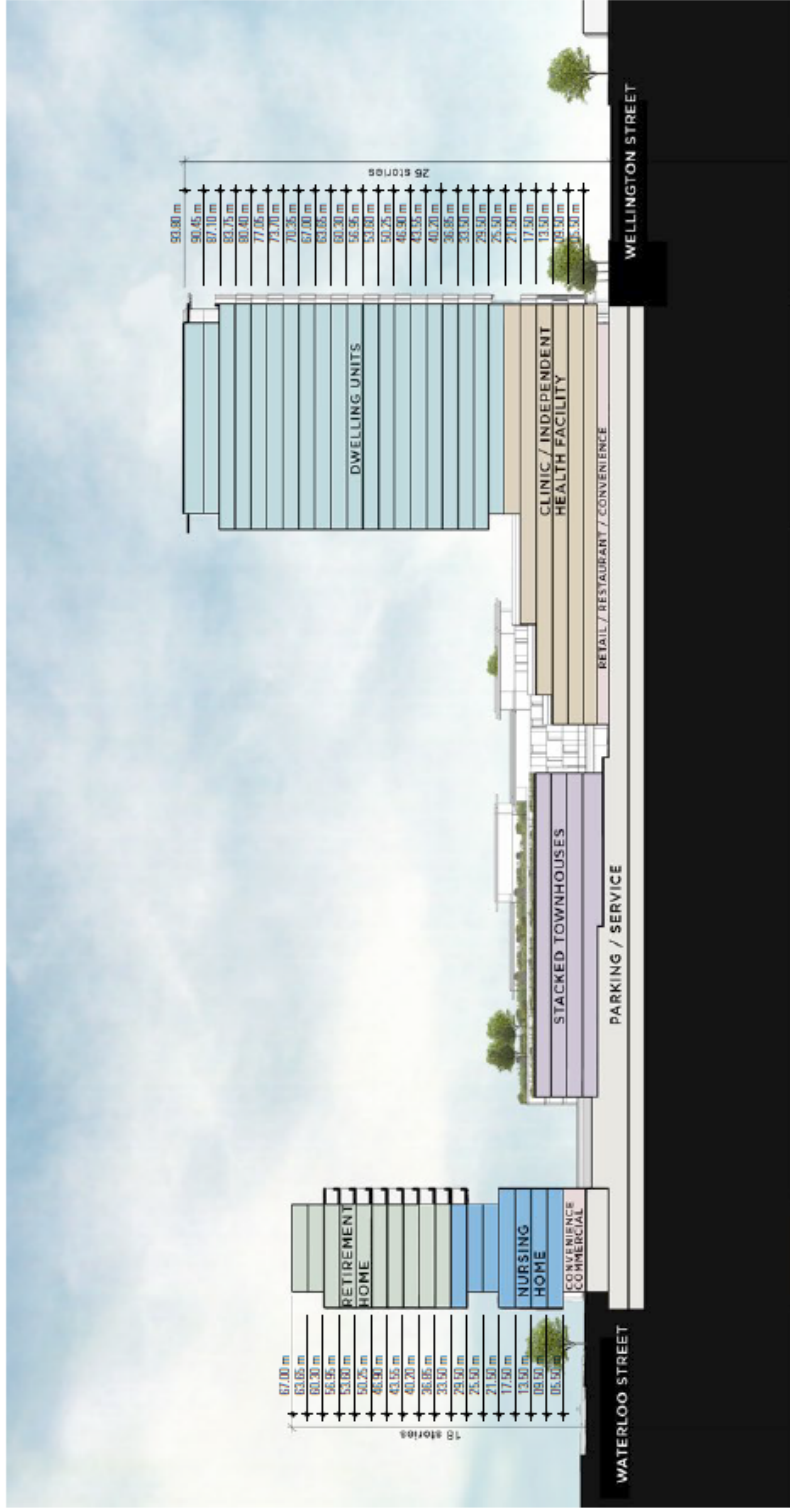 18 stories
67.00 m
63.65 m
60.30 m
56.95 m
53.60 m
50.25 m
46.90 m
43.55 m
40.20 m
36.85 m
33.50 m
29.50 m
25.50 m
21.50 m
17.50 m
13.50 m
09.50 m
05.50 m
RETIREMENT
HOME
NURSING
HOME
CONVENIENCE
COMMERCIAL
STACKED TOWNHOUSES
DWELLING UNITS
CLINIC / INDEPENDENT
HEALTH FACILITY
RETAIL / RESTAURANT / CONVENIENCE
93.80 m
90.45 m
87.10 m
83.75 m
80.40 m
77.05 m
73.70 m
70.35 m
67.00 m
63.65 m
60.30 m
56.95 m
53.60 m
50.25 m
46.90 m
43.55 m
40.20 m
36.85 m
33.50 m
29.50 m
25.50 m
21.50 m
17.50 m
13.50 m
09.50 m
05.50 m
26 stories
WATERLOO STREET
PARKING / SERVICE
WELLINGTON STREET